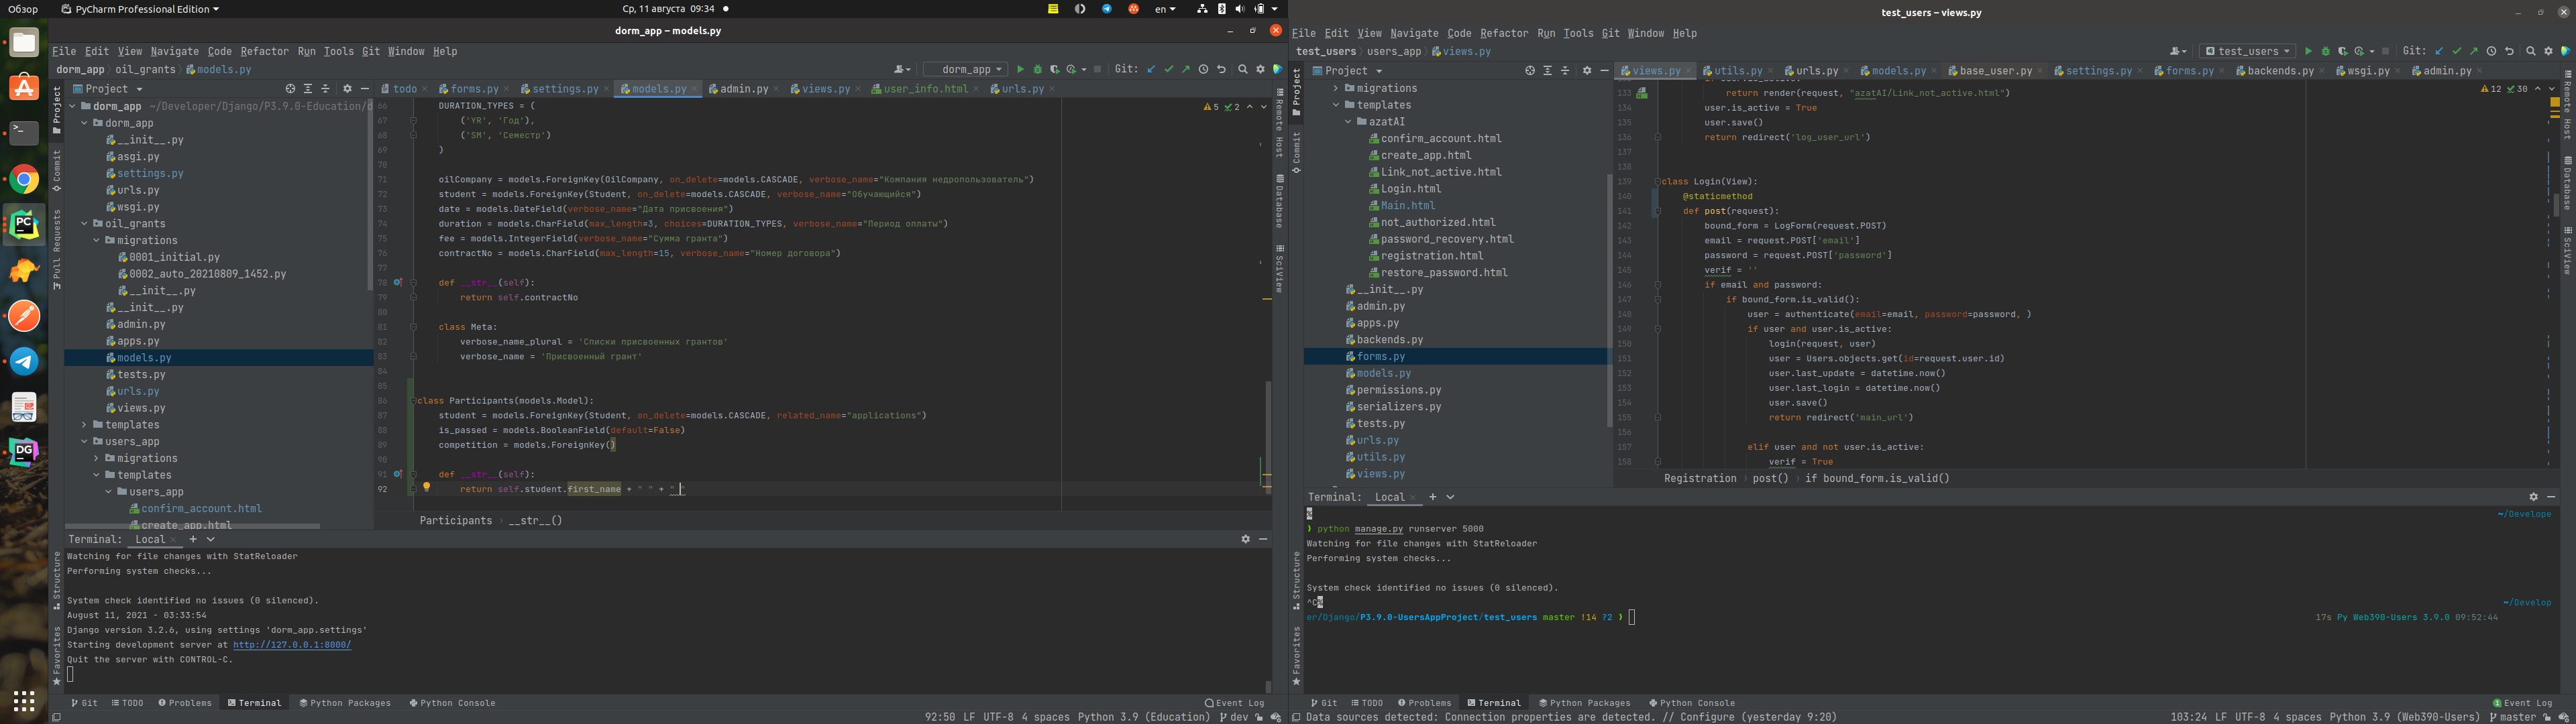 Обзор
PyCharm Professional Edition
Ср, 11 августа 09:34
en
dorm_app – models.py
File Edit View Navigate Code Refactor Run Tools Git Window Help
dorm_app oil_grants models.py
dorm_app
Git:
Project
todo forms.py settings.py models.py admin.py views.py user_info.html urls.py
Project
Commit
Pull Requests
Structure
Favorites
dorm_app ~/Developer/Django/P3.9.0-Education/
dorm_app
__init__.py
asgi.py
settings.py
urls.py
wsgi.py
oil_grants
migrations
0001_initial.py
0002_auto_20210809_1452.py
__init__.py
__init__.py
admin.py
apps.py
models.py
tests.py
urls.py
views.py
templates
users_app
migrations
templates
users_app
confirm_account.html
create_app.html
5 2
66 DURATION_TYPES = (
67 ('YR', 'Год'),
68 ('SM', 'Семестр')
69 )
70
71 oilCompany = models.ForeignKey(OilCompany, on_delete=models.CASCADE, verbose_name="Компания недропользователь")
72 student = models.ForeignKey(Student, on_delete=models.CASCADE, verbose_name="Обучающийся")
73 date = models.DateField(verbose_name="Дата присвоения")
74 duration = models.CharField(max_length=3, choices=DURATION_TYPES, verbose_name="Период оплаты")
75 fee = models.IntegerField(verbose_name="Сумма гранта")
76 contractNo = models.CharField(max_length=15, verbose_name="Номер договора")
77
78 def __str__(self):
79 return self.contractNo
80
81 class Meta:
82 verbose_name_plural = 'Списки присвоенных грантов'
83 verbose_name = 'Присвоенный грант'
84
85
86 class Participants(models.Model):
87 student = models.ForeignKey(Student, on_delete=models.CASCADE, related_name="applications")
88 is_passed = models.BooleanField(default=False)
89 competition = models.ForeignKey()
90
91 def __str__(self):
92 return self.student.first_name + " " + " "
Participants __str__()
Remote Host
Database
SciView
Terminal: Local
Watching for file changes with StatReloader
Performing system checks...
System check identified no issues (0 silenced).
August 11, 2021 - 03:33:54
Django version 3.2.6, using settings 'dorm_app.settings'
Starting development server at http://127.0.0.1:8000/
Quit the server with CONTROL-C.
Git TODO Problems Terminal Python Packages Python Console Event Log
92:50 LF UTF-8 4 spaces Python 3.9 (Education) dev
test_users – views.py
File Edit View Navigate Code Refactor Run Tools Git Window Help
test_users users_app views.py
test_users
Git:
Project
views.py utils.py urls.py models.py base_user.py settings.py forms.py backends.py wsgi.py admin.py
Project
Commit
Structure
Favorites
migrations
templates
azatAI
confirm_account.html
create_app.html
Link_not_active.html
Login.html
Main.html
not_authorized.html
password_recovery.html
registration.html
restore_password.html
__init__.py
admin.py
apps.py
backends.py
forms.py
models.py
permissions.py
serializers.py
tests.py
urls.py
utils.py
views.py
12 30
133 return render(request, "azatAI/Link_not_active.html")
134 user.is_active = True
135 user.save()
136 return redirect('log_user_url')
137
138
139 class Login(View):
140 @staticmethod
141 def post(request):
142 bound_form = LogForm(request.POST)
143 email = request.POST['email']
144 password = request.POST['password']
145 verif = ''
146 if email and password:
147 if bound_form.is_valid():
148 user = authenticate(email=email, password=password, )
149 if user and user.is_active:
150 login(request, user)
151 user = Users.objects.get(id=request.user.id)
152 user.last_update = datetime.now()
153 user.last_login = datetime.now()
154 user.save()
155 return redirect('main_url')
156
157 elif user and not user.is_active:
158 verif = True
Registration post() if bound_form.is_valid()
Remote Host
Database
SciView
Terminal: Local
% ~/Develope
❯ python manage.py runserver 5000
Watching for file changes with StatReloader
Performing system checks...
System check identified no issues (0 silenced).
^C% ~/Develop
er/Django/P3.9.0-UsersAppProject/test_users master !14 ?2 ❯ 17s Py Web390-Users 3.9.0 09:52:44
Git TODO Problems Terminal Python Packages Python Console 1 Event Log
Data sources detected: Connection properties are detected. // Configure (yesterday 9:20) 103:24 LF UTF-8 4 spaces Python 3.9 (Web390-Users) master